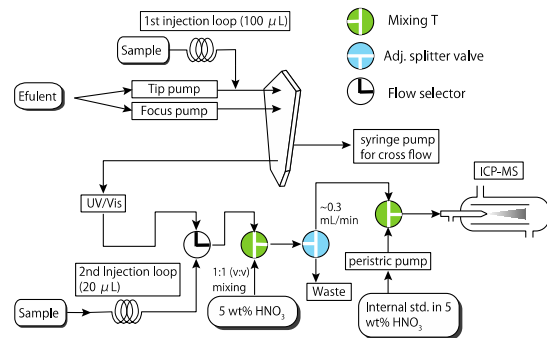 1st injection loop (100 μL)
Sample
Mixing T
Adj. splitter valve
Flow selector
Efulent
Tip pump
Focus pump
syringe pump
for cross flow
ICP-MS
UV/Vis
~0.3
mL/min
2nd Injection loop
(20 μL)
1:1 (v:v)
mixing
Waste
peristric pump
Sample
5 wt% HNO₃
Internal std. in 5
wt% HNO₃